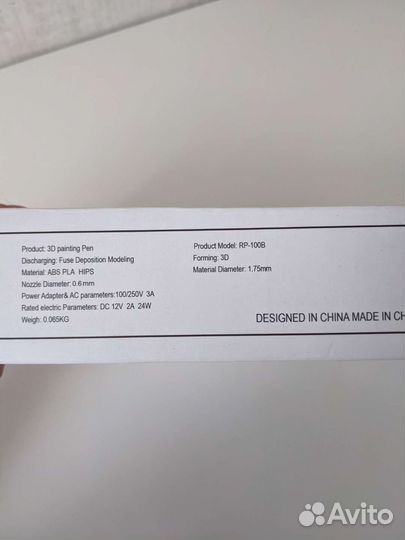 Product: 3D painting Pen
Discharging: Fuse Deposition Modeling
Material: ABS PLA HIPS
Nozzle Diameter: 0.6mm
Power Adapter& AC parameters:100/250V 3A
Rated electric Parameters: DC 12V 2A 24W
Weigh: 0.065KG
Product Model: RP-100B
Forming: 3D
Material Diameter: 1.75mm
DESIGNED IN CHINA MADE IN CH
Avito